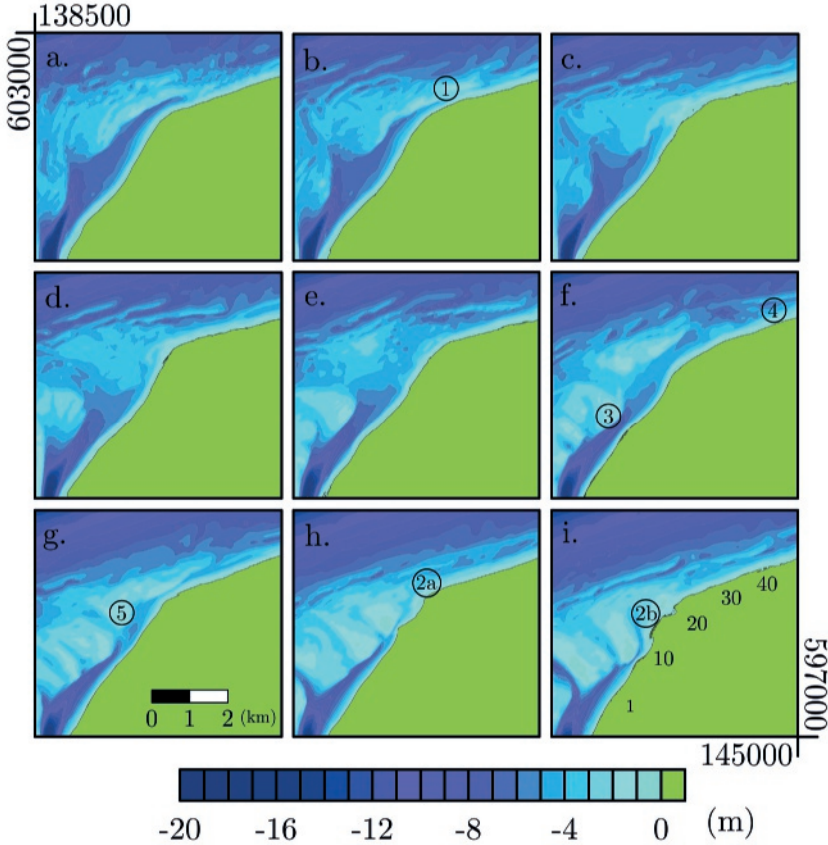 138500
603000
a.
b.
1
c.
d.
e.
f.
4
3
g.
5
0 1 2 (km)
h.
2a
i.
2b
40
30
20
10
1
597000
145000
-20 -16 -12 -8 -4 0 (m)